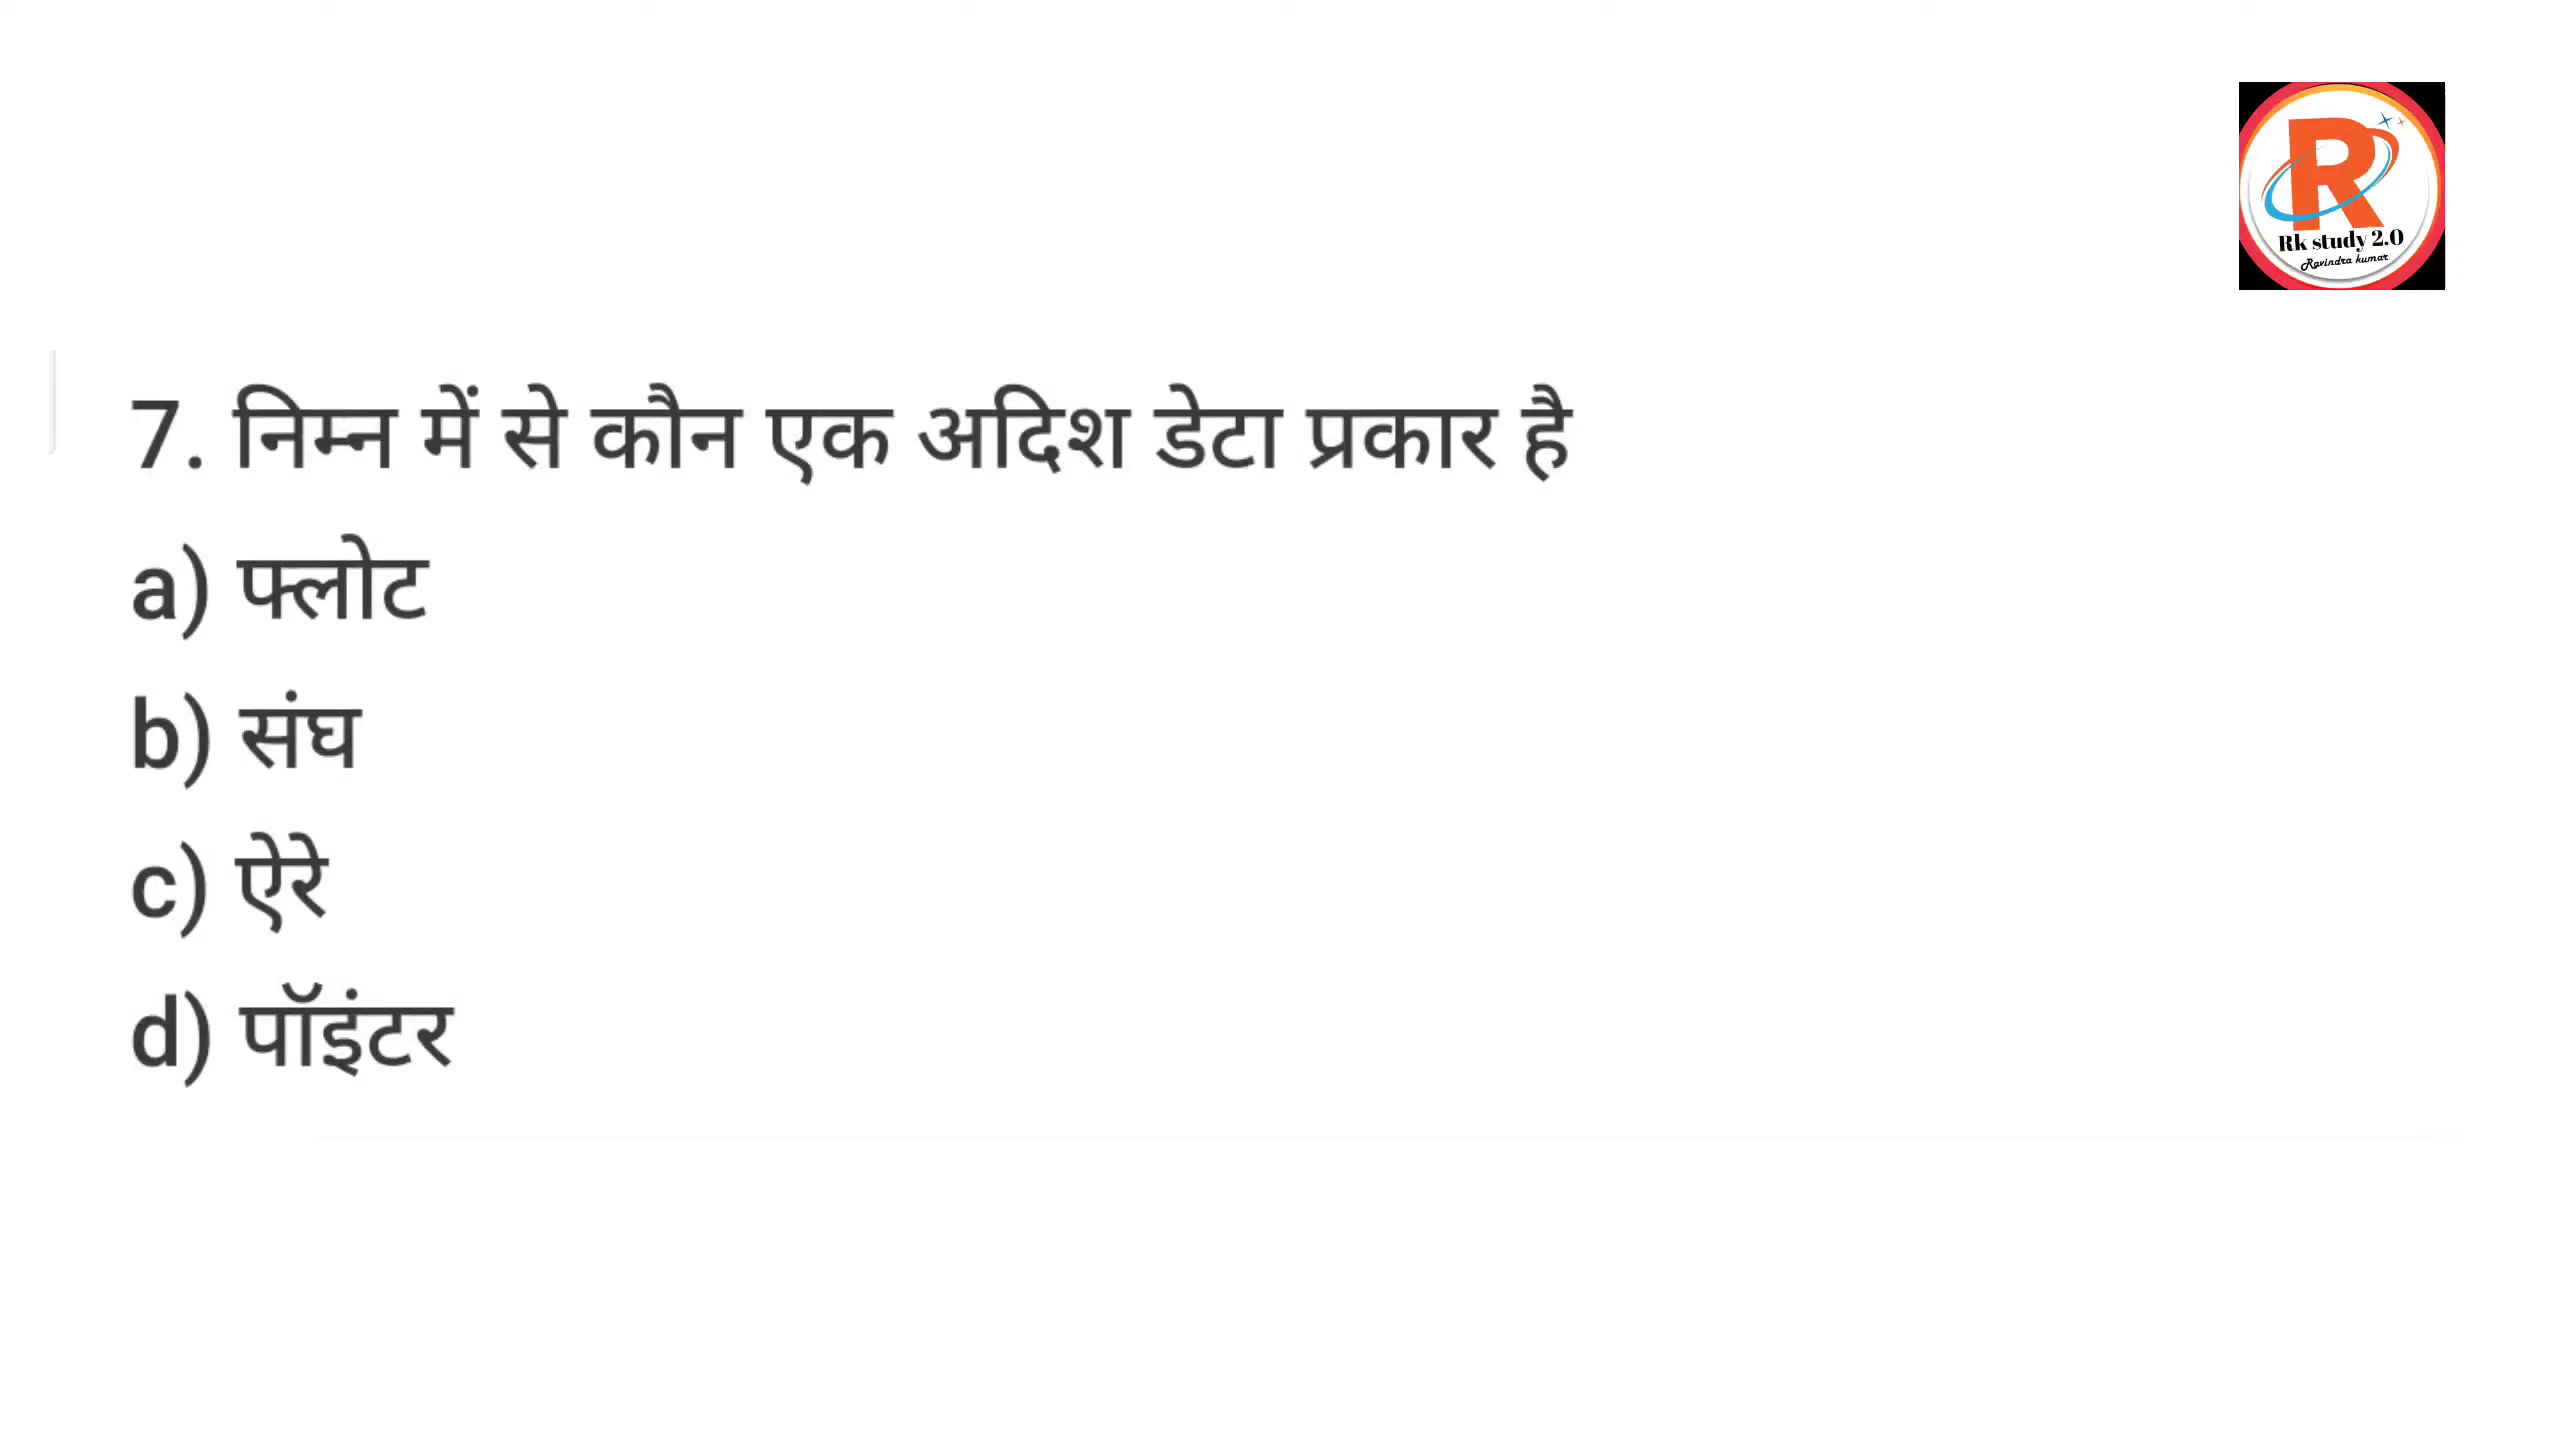 R
Rk study 2.0
Ravindra kumar
7. निम्न में से कौन एक अदिश डेटा प्रकार है
a) फ्लोट
b) संघ
c) ऐरे
d) पॉइंटर